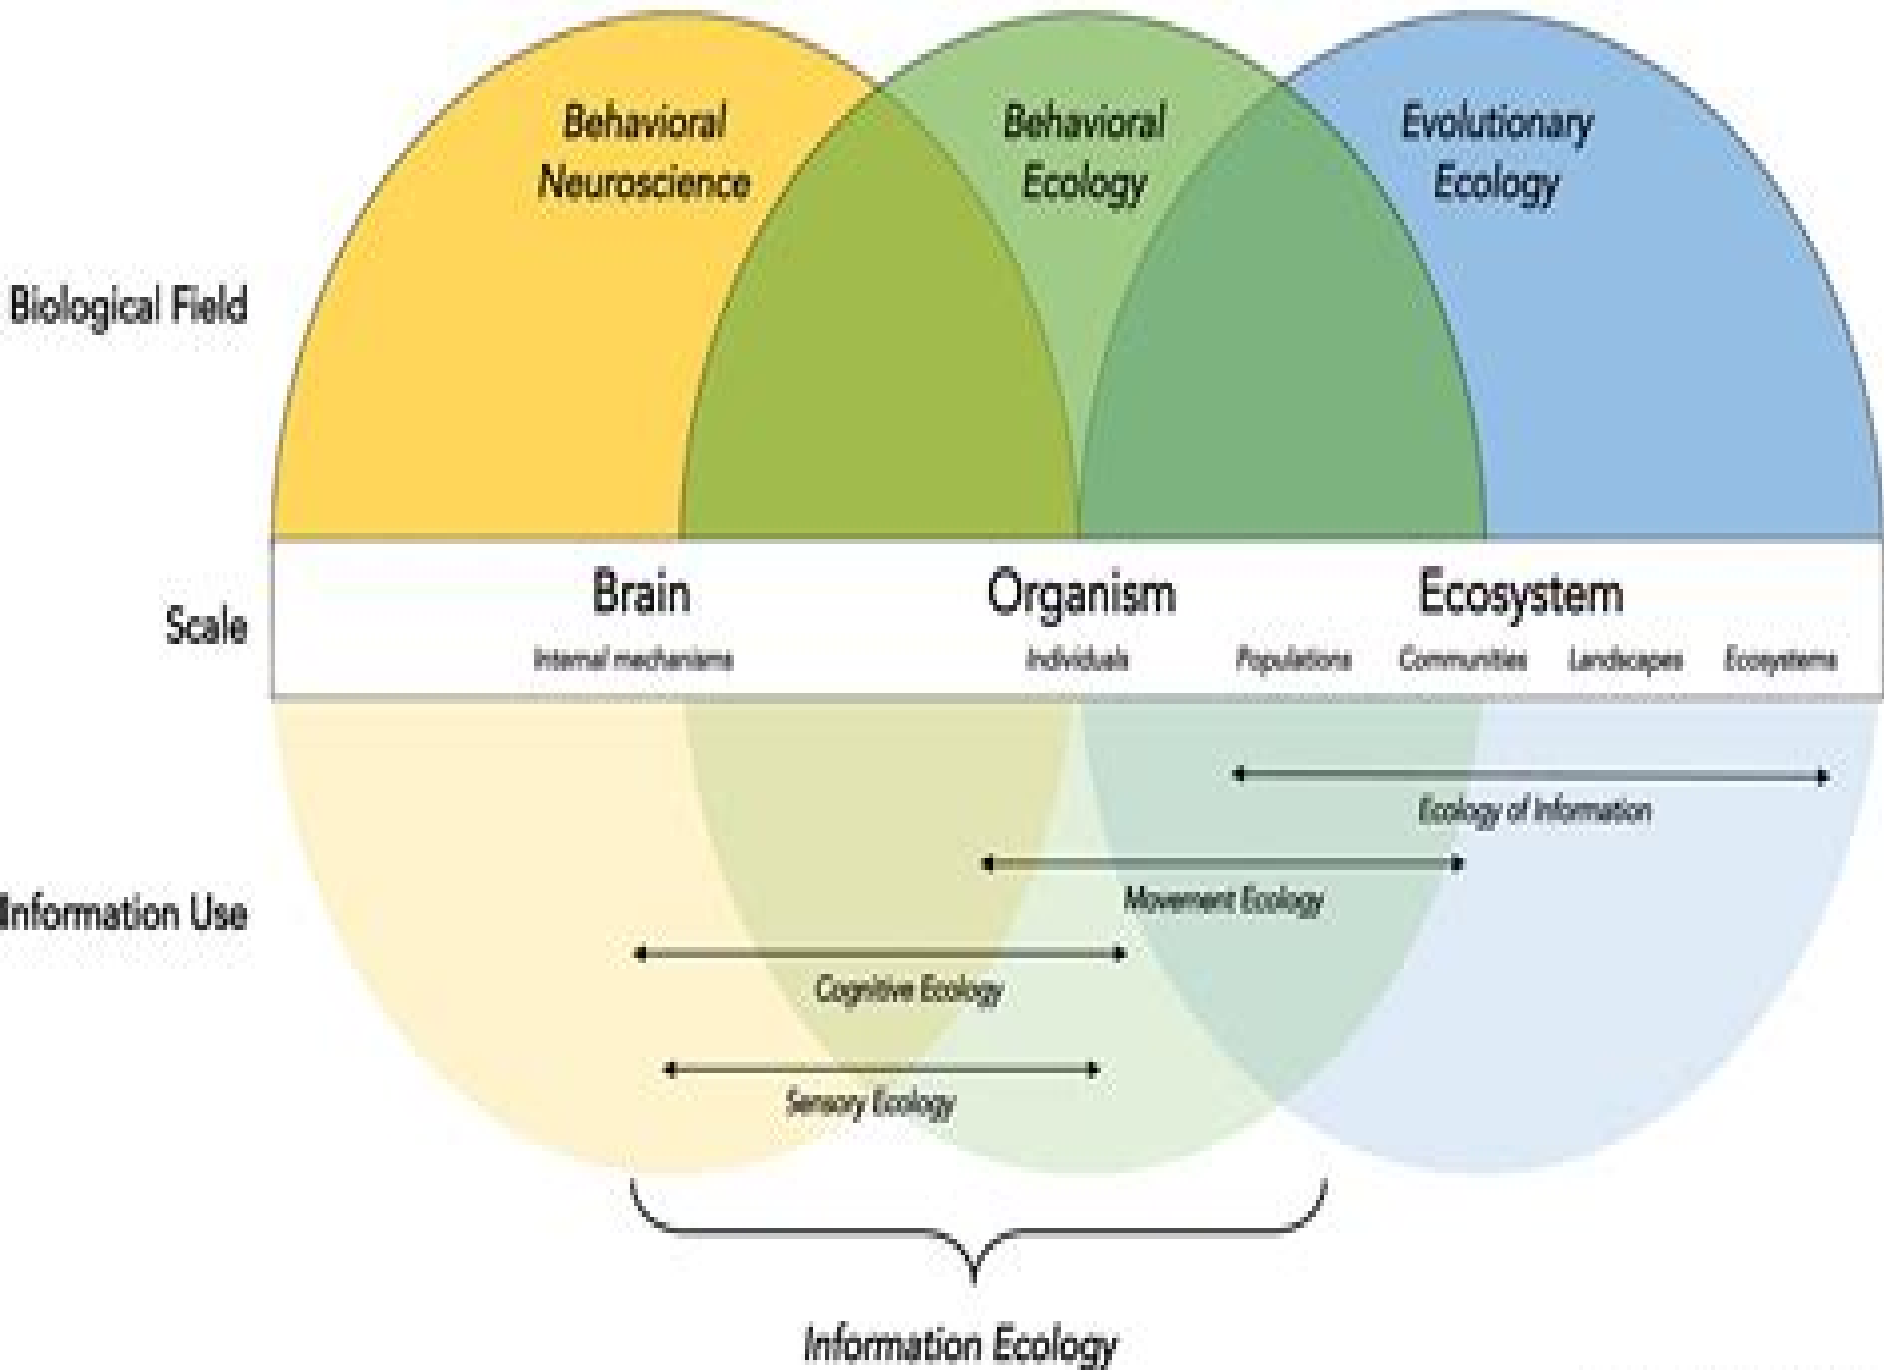 Behavioral
Neuroscience
Behavioral
Ecology
Evolutionary
Ecology
Biological Field
Scale
Brain
Organism
Ecosystem
Internal mechanisms
Individuals
Populations
Communities
Landscapes
Ecosystems
Information Use
Ecology of Information
Movement Ecology
Cognitive Ecology
Sensory Ecology
Information Ecology